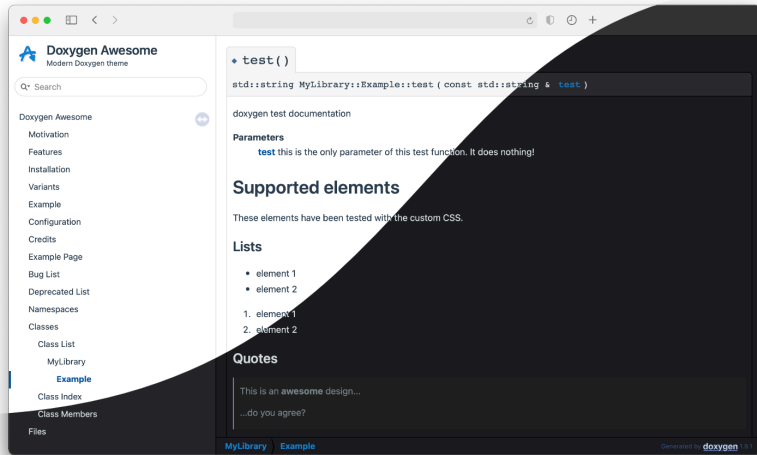 Doxygen Awesome
Modern Doxygen theme
Search
Doxygen Awesome
Motivation
Features
Installation
Variants
Example
Configuration
Credits
Example Page
Bug List
Deprecated List
Namespaces
Classes
Class List
MyLibrary
Example
Class Index
Class Members
Files
◆ test()
std::string MyLibrary::Example::test ( const std::string & test )
doxygen test documentation
Parameters
test this is the only parameter of this test function. It does nothing!
Supported elements
These elements have been tested with the custom CSS.
Lists
• element 1
• element 2
1. element 1
2. element 2
Quotes
This is an awesome design...
...do you agree?
MyLibrary Example
Generated by doxygen 1.9.1